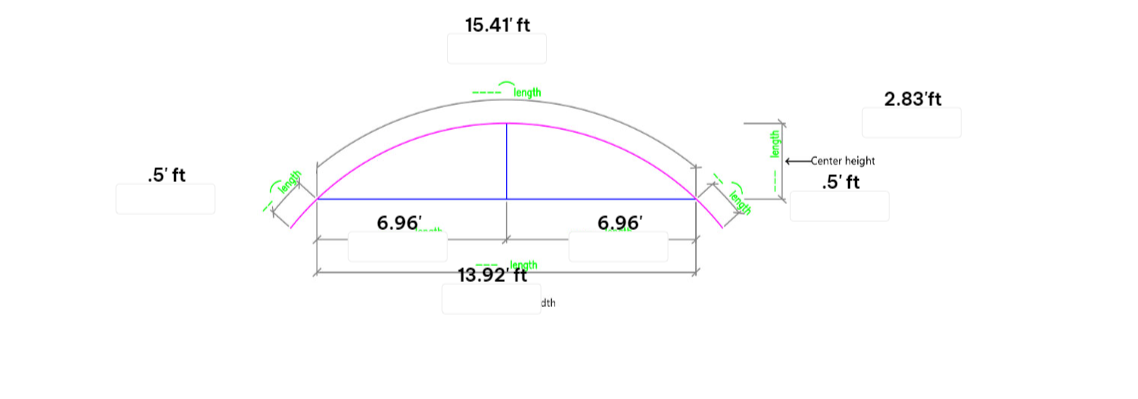 15.41' ft
---- length
2.83'ft
length
Center height
.5' ft
length
length
--- length
.5' ft
6.96'
6.96'
--- length
13.92' ft
dth